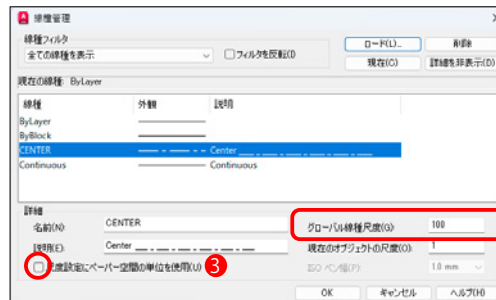 線種管理
線種フィルタ
全ての線種を表示
フィルタを反転(I)
ロード(L)...
削除
現在(C)
詳細を非表示(D)
現在の線種: ByLayer
線種 外観 説明
ByLayer
ByBlock
CENTER Center
Continuous Continuous
詳細
名前(N): CENTER
グローバル線種尺度(G): 100
説明(E): Center
現在のオブジェクトの尺度(O): 1
尺度設定にペーパー空間の単位を使用(U) 3
ISO ペン幅(P): 1.0 mm
OK キャンセル ヘルプ(H)